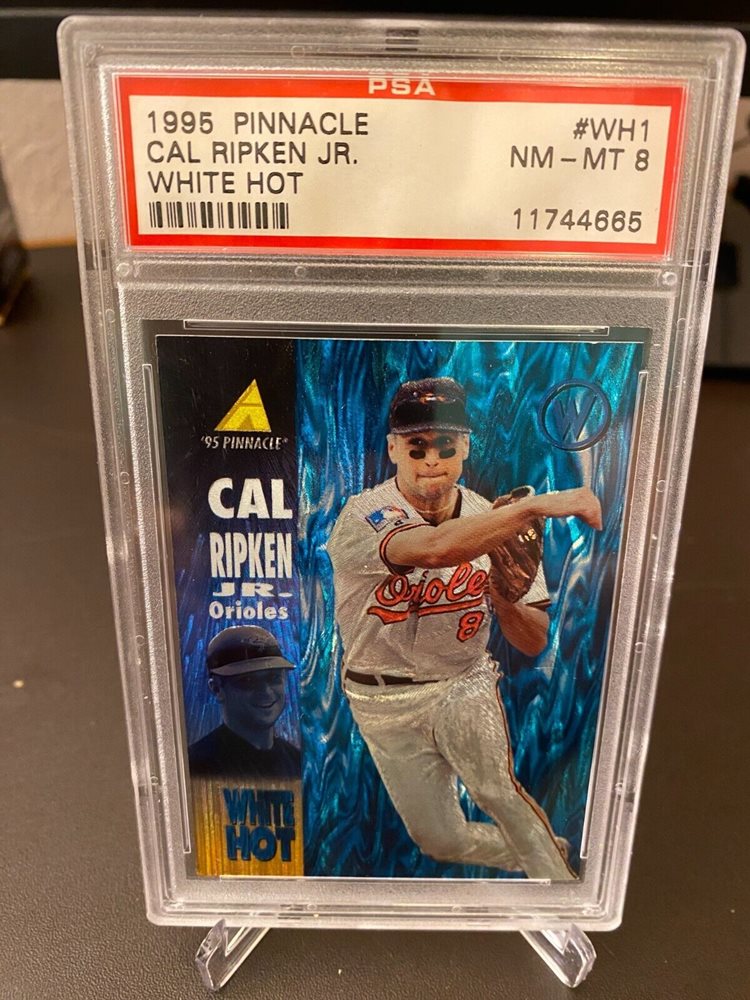 PSA
1995 PINNACLE
#WH1
CAL RIPKEN JR.
NM-MT 8
WHITE HOT
11744665
'95 PINNACLE®
W
CAL
RIPKEN
JR.
Orioles
Orioles
8
WHITE
HOT